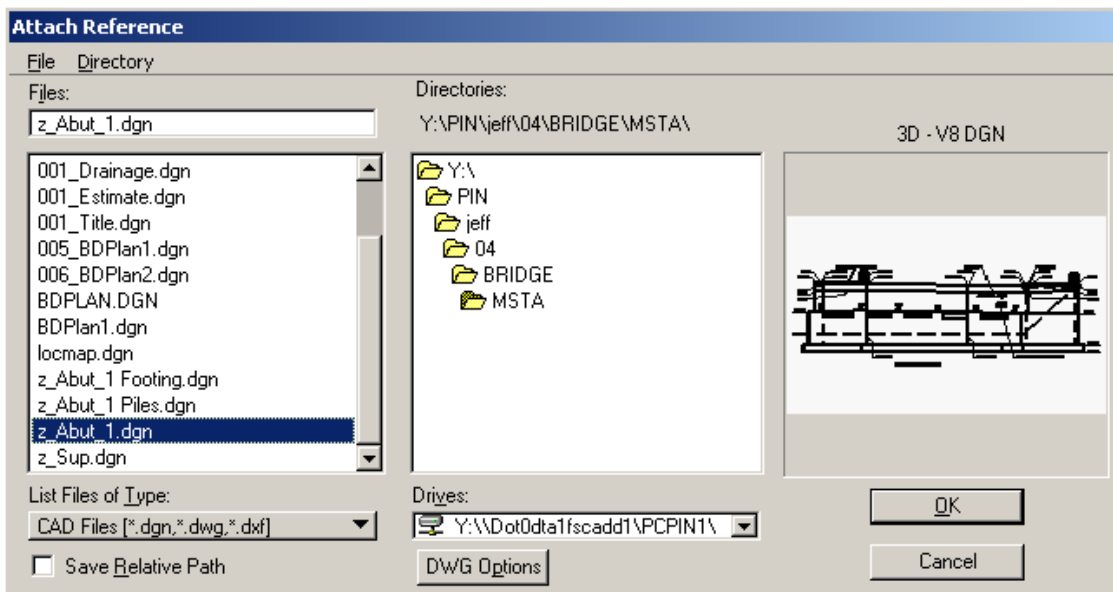 Attach Reference
File Directory
Files:
z_Abut_1.dgn
001_Drainage.dgn
001_Estimate.dgn
001_Title.dgn
005_BDPlan1.dgn
006_BDPlan2.dgn
BDPLAN.DGN
BDPlan1.dgn
locmap.dgn
z_Abut_1 Footing.dgn
z_Abut_1 Piles.dgn
z_Abut_1.dgn
z_Sup.dgn
List Files of Type:
CAD Files [*.dgn,*.dwg,*.dxf]
Save Relative Path
Directories:
Y:\PIN\jeff\04\BRIDGE\MSTA\
Y:\
PIN
jeff
04
BRIDGE
MSTA
Drives:
Y:\\Dot0dta1fscadd1\PCPIN1\
DWG Options
3D - V8 DGN
OK
Cancel